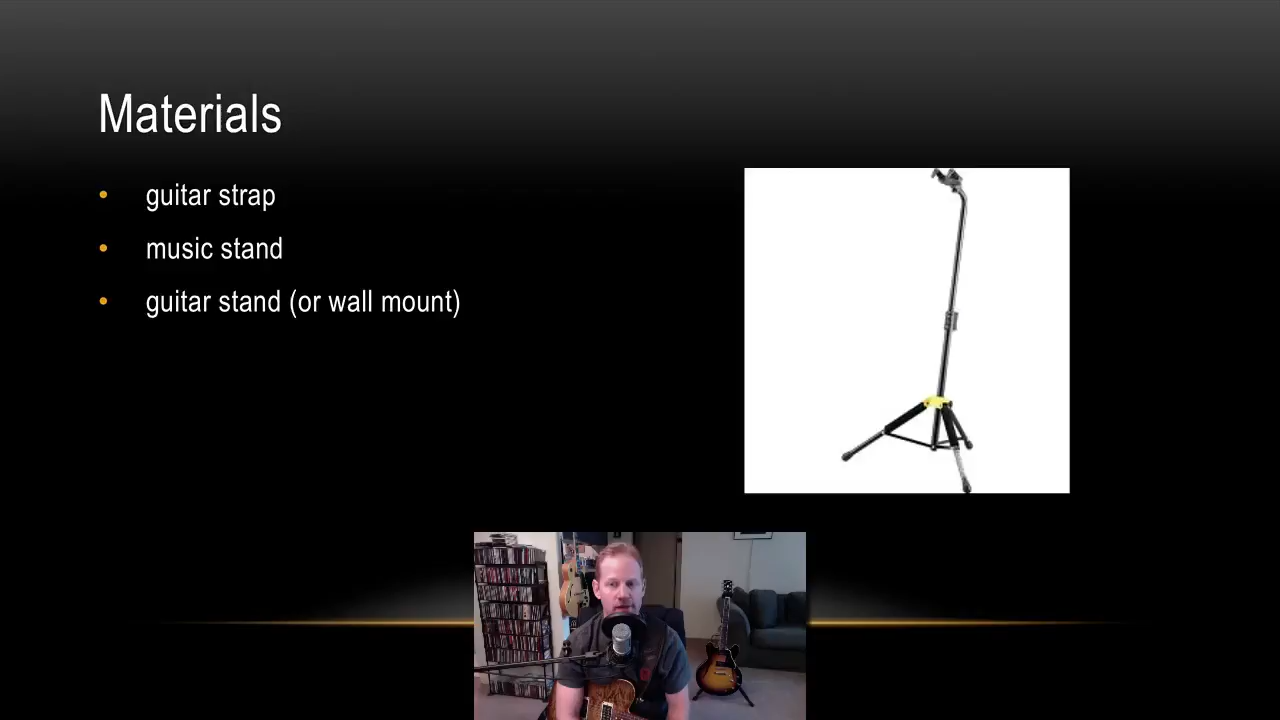 Materials
• guitar strap
• music stand
• guitar stand (or wall mount)